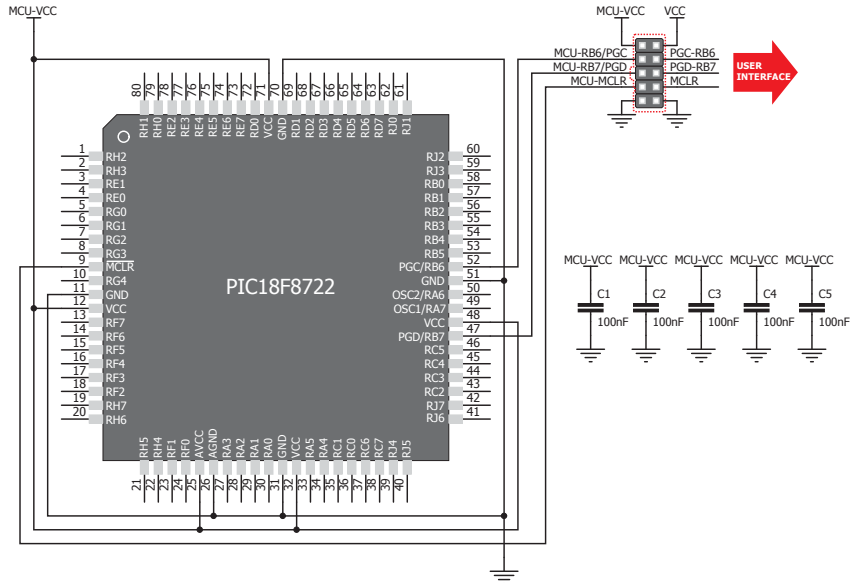 MCU-VCC
MCU-VCC VCC
MCU-RB6/PGC PGC-RB6
MCU-RB7/PGD PGD-RB7
MCU-MCLR MCLR
USER
INTERFACE
80 79 78 77 76 75 74 73 72 71 70 69 68 67 66 65 64 63 62 61
RH1 RH0 RE2 RE3 RE4 RE5 RE6 RE7 RD0 VCC GND RD1 RD2 RD3 RD4 RD5 RD6 RD7 RJ0 RJ1
1 RH2
2 RH3
3 RE1
4 RE0
5 RG0
6 RG1
7 RG2
8 RG3
9 MCLR
10 RG4
11 GND
12 VCC
13 RF7
14 RF6
15 RF5
16 RF4
17 RF3
18 RF2
19 RH7
20 RH6
PIC18F8722
RJ2 60
RJ3 59
RB0 58
RB1 57
RB2 56
RB3 55
RB4 54
RB5 53
PGC/RB6 52
GND 51
OSC2/RA6 50
OSC1/RA7 49
VCC 48
PGD/RB7 47
RC5 46
RC4 45
RC3 44
RC2 43
RJ7 42
RJ6 41
RH5 RH4 RF1 RF0 AVCC AGND RA3 RA2 RA1 RA0 GND VCC RA5 RA4 RC1 RC0 RC6 RC7 RJ4 RJ5
21 22 23 24 25 26 27 28 29 30 31 32 33 34 35 36 37 38 39 40
MCU-VCC MCU-VCC MCU-VCC MCU-VCC MCU-VCC
C1 C2 C3 C4 C5
100nF 100nF 100nF 100nF 100nF